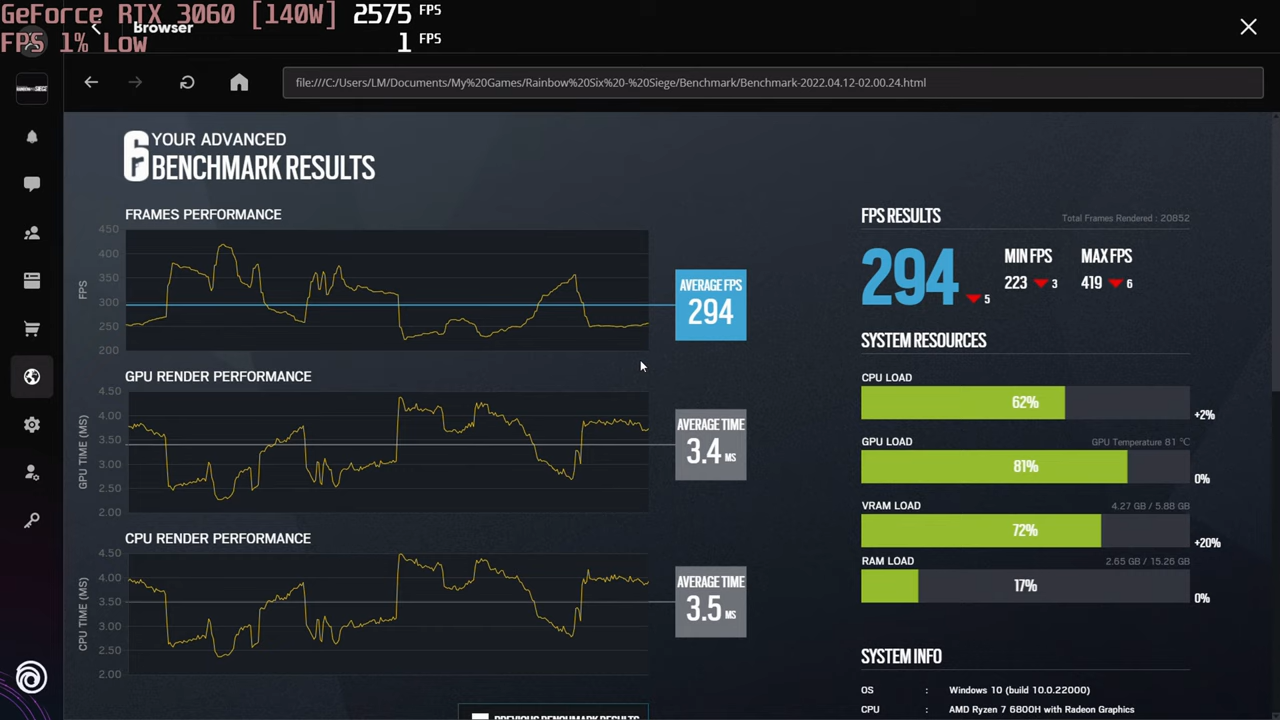 GeForce RTX 3060 [140W] 2575 FPS
Browser
FPS 1% Low 1 FPS
file:///C:/Users/LM/Documents/My%20Games/Rainbow%20Six%20-%20Siege/Benchmark/Benchmark-2022.04.12-02.00.24.html
YOUR ADVANCED
BENCHMARK RESULTS
FRAMES PERFORMANCE
450
400
350
300
250
200
FPS
AVERAGE FPS
294
GPU RENDER PERFORMANCE
4.50
4.00
3.50
3.00
2.50
2.00
GPU TIME (MS)
AVERAGE TIME
3.4 MS
CPU RENDER PERFORMANCE
4.50
4.00
3.50
3.00
2.50
2.00
CPU TIME (MS)
AVERAGE TIME
3.5 MS
PREVIOUS BENCHMARK RESULTS
FPS RESULTS
Total Frames Rendered : 20852
294 5
MIN FPS
223 3
MAX FPS
419 6
SYSTEM RESOURCES
CPU LOAD
62%
+2%
GPU LOAD
GPU Temperature 81 °C
81%
0%
VRAM LOAD
4.27 GB / 5.88 GB
72%
+20%
RAM LOAD
2.65 GB / 15.26 GB
17%
0%
SYSTEM INFO
OS : Windows 10 (build 10.0.22000)
CPU : AMD Ryzen 7 6800H with Radeon Graphics